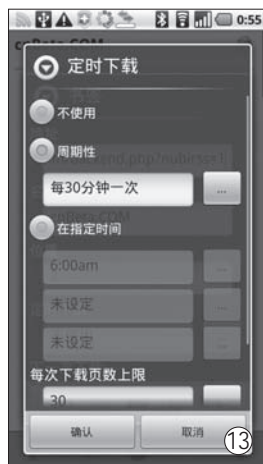 0:55
定时下载
不使用
周期性
每30分钟一次
...
在指定时间
6:00am
...
未设定
...
未设定
...
每次下载页数上限
30
确认
取消
13